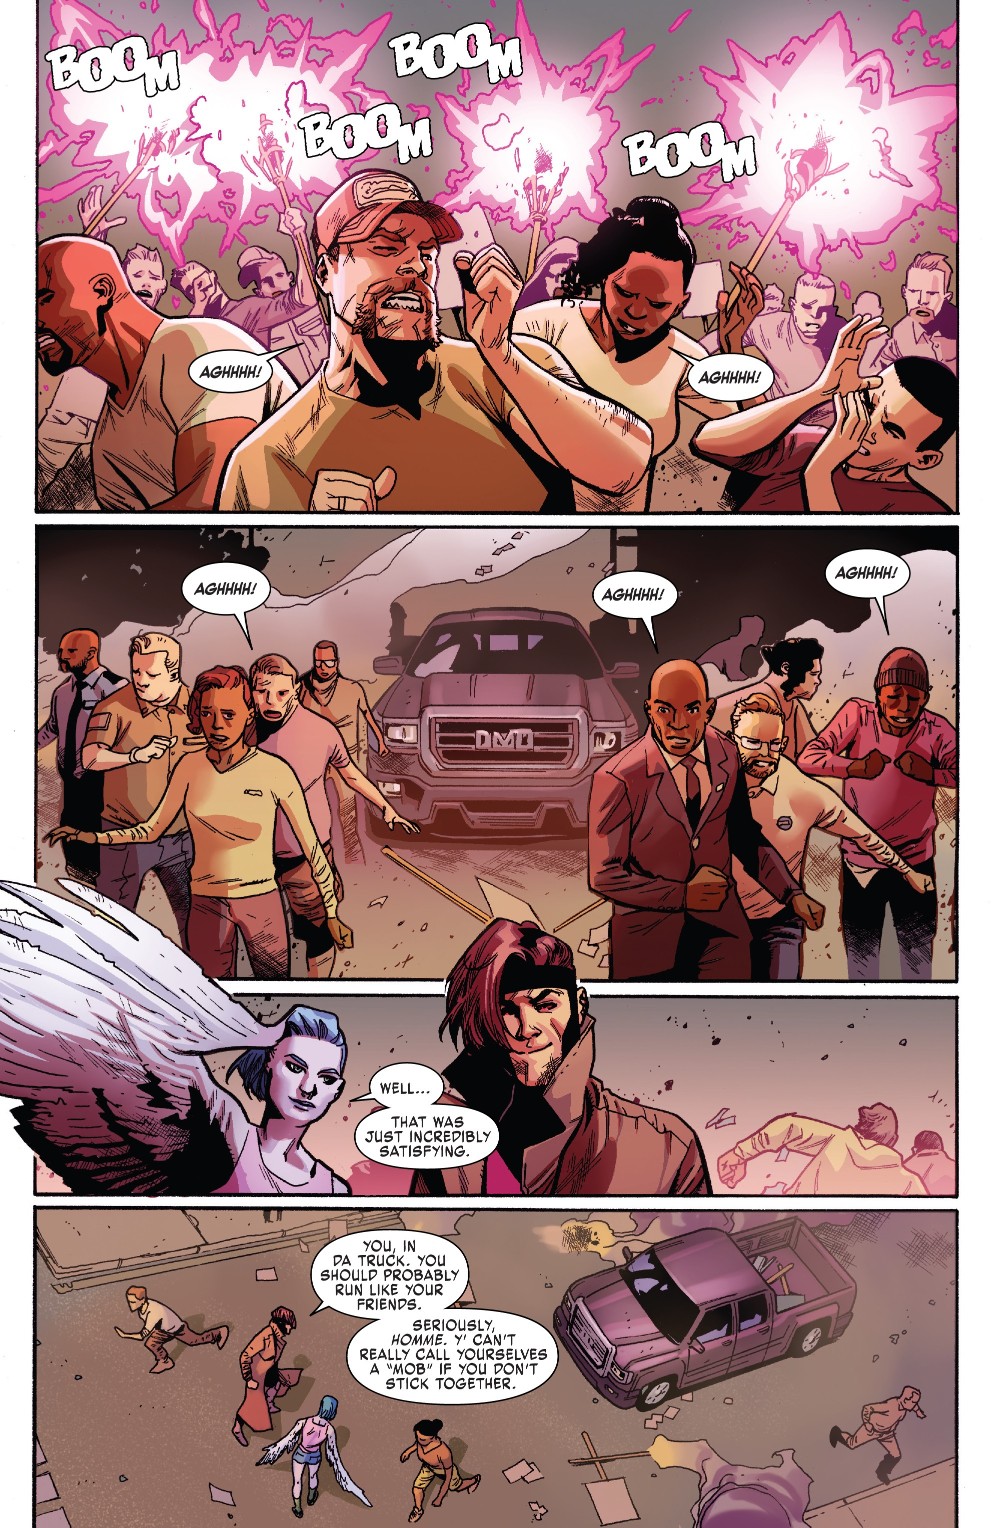 BOOM
BOOM
BOOM
BOOM
AGHHHH!
AGHHHH!
AGHHHH!
AGHHHH!
AGHHHH!
DMD
WELL...
THAT WAS
JUST INCREDIBLY
SATISFYING.
YOU, IN
DA TRUCK. YOU
SHOULD PROBABLY
RUN LIKE YOUR
FRIENDS.
SERIOUSLY,
HOMME. Y' CAN'T
REALLY CALL YOURSELVES
A "MOB" IF YOU DON'T
STICK TOGETHER.